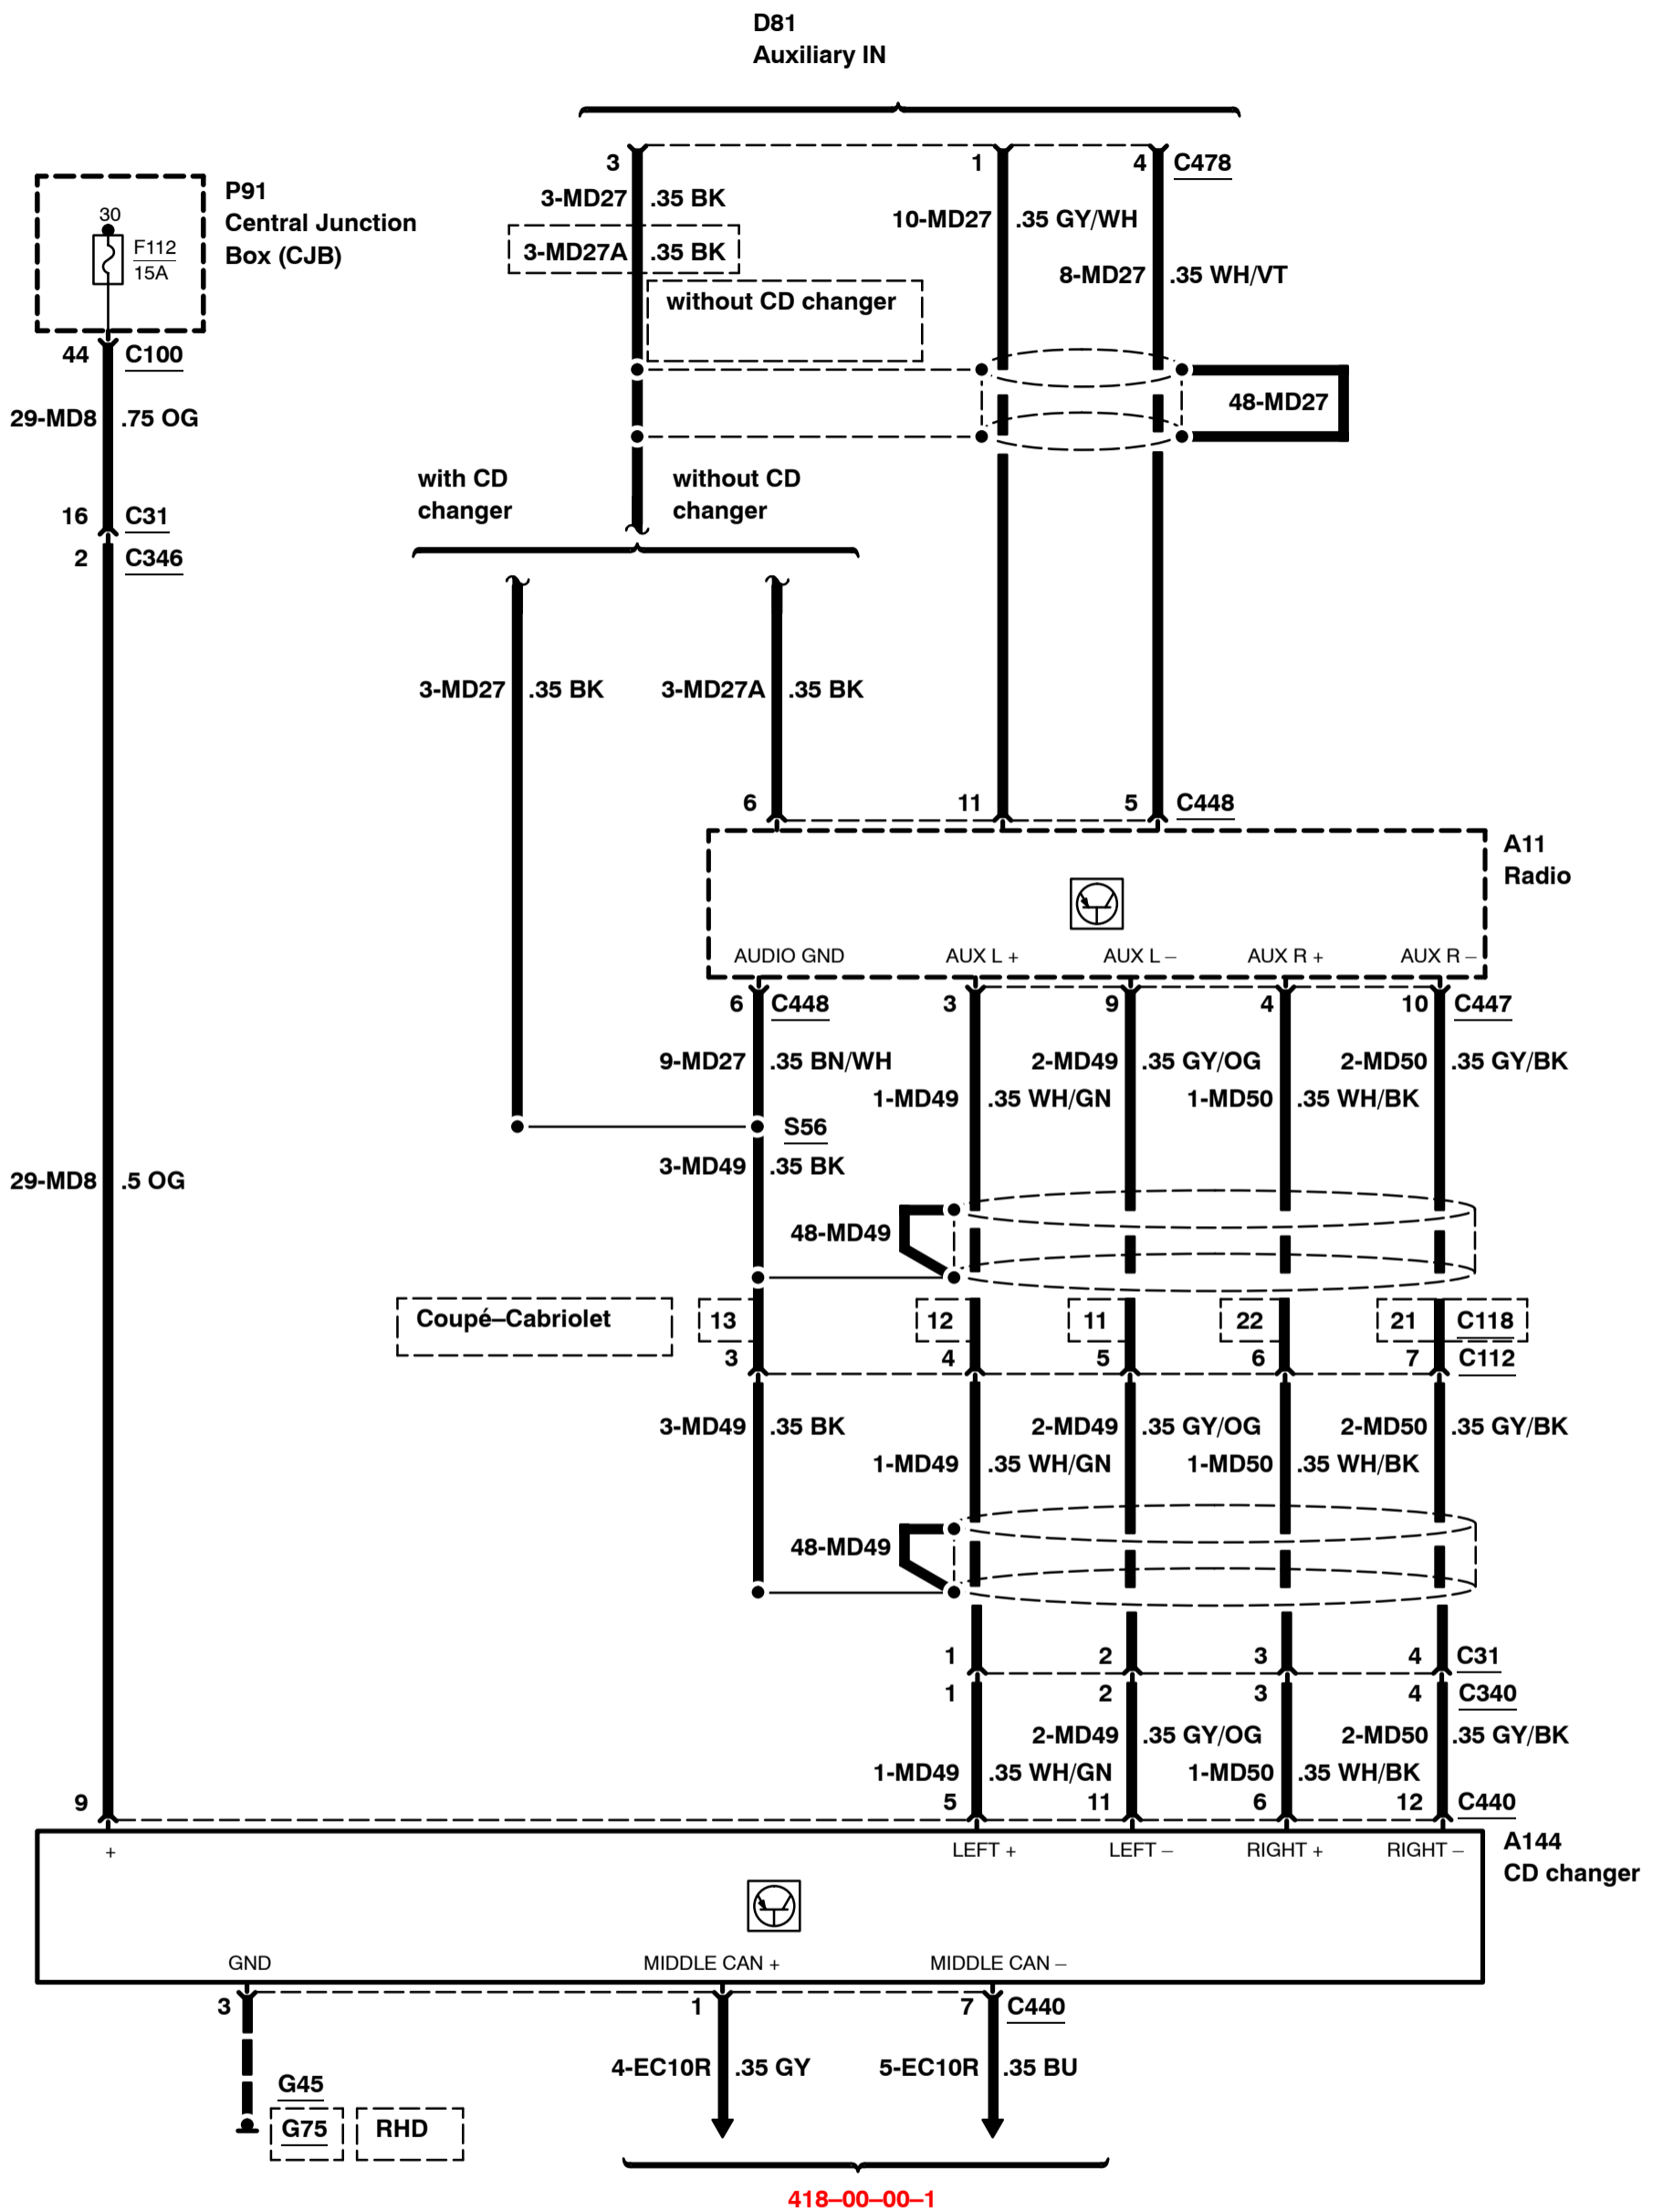 D81
Auxiliary IN
3
1
4
C478
3-MD27 .35 BK
10-MD27 .35 GY/WH
3-MD27A .35 BK
8-MD27 .35 WH/VT
without CD changer
P91
Central Junction
Box (CJB)
30
F112
15A
44 C100
29-MD8 .75 OG
48-MD27
with CD
changer
without CD
changer
16 C31
2 C346
3-MD27 .35 BK
3-MD27A .35 BK
6 11 5 C448
A11
Radio
AUDIO GND AUX L + AUX L – AUX R + AUX R –
6 C448 3 9 4 10 C447
9-MD27 .35 BN/WH 2-MD49 .35 GY/OG 2-MD50 .35 GY/BK
1-MD49 .35 WH/GN 1-MD50 .35 WH/BK
S56
3-MD49 .35 BK
29-MD8 .5 OG
48-MD49
Coupé–Cabriolet 13 12 11 22 21 C118
3 4 5 6 7 C112
3-MD49 .35 BK 2-MD49 .35 GY/OG 2-MD50 .35 GY/BK
1-MD49 .35 WH/GN 1-MD50 .35 WH/BK
48-MD49
1 2 3 4 C31
1 2 3 4 C340
2-MD49 .35 GY/OG 2-MD50 .35 GY/BK
1-MD49 .35 WH/GN 1-MD50 .35 WH/BK
9 5 11 6 12 C440
+ LEFT + LEFT – RIGHT + RIGHT –
A144
CD changer
GND MIDDLE CAN + MIDDLE CAN –
3 1 7 C440
4-EC10R .35 GY 5-EC10R .35 BU
G45
G75 RHD
418–00–00–1